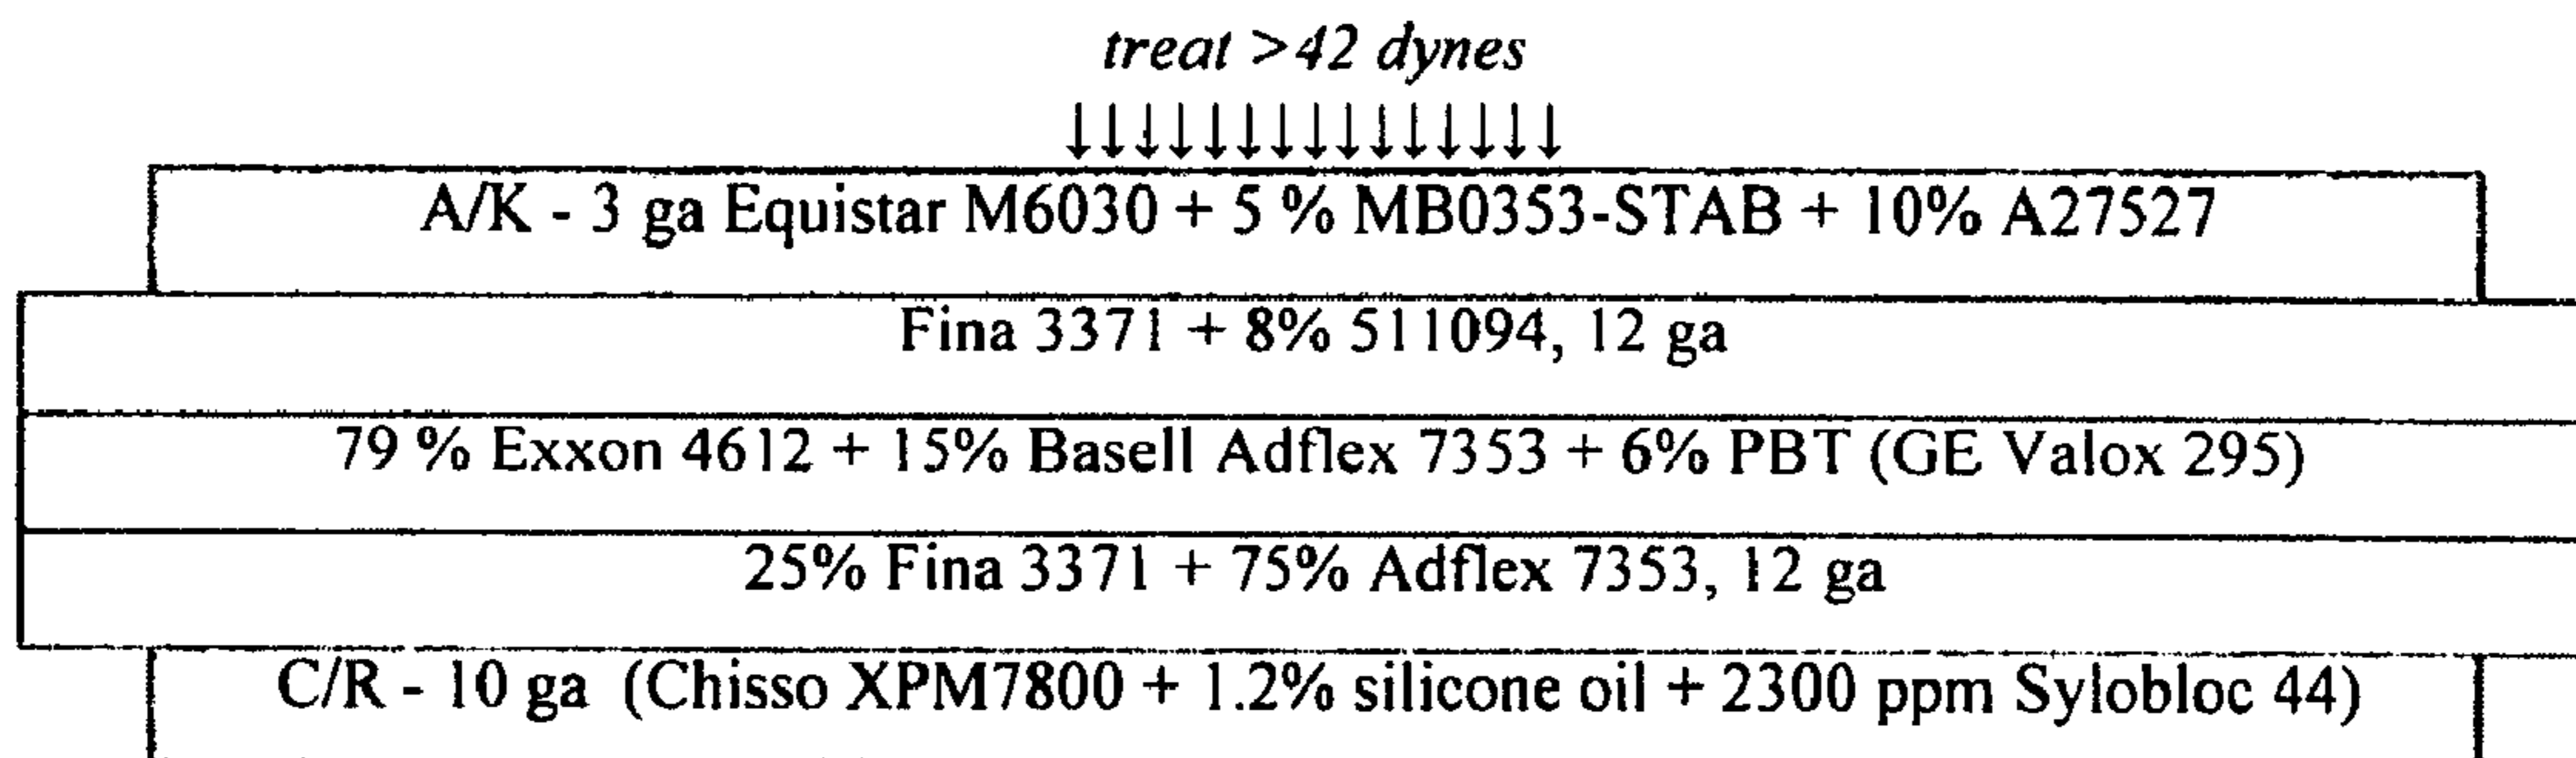 treat >42 dynes
↓↓↓↓↓↓↓↓↓↓↓↓↓↓↓
A/K - 3 ga Equistar M6030 + 5 % MB0353-STAB + 10% A27527
Fina 3371 + 8% 511094, 12 ga
79 % Exxon 4612 + 15% Basell Adflex 7353 + 6% PBT (GE Valox 295)
25% Fina 3371 + 75% Adflex 7353, 12 ga
C/R - 10 ga (Chisso XPM7800 + 1.2% silicone oil + 2300 ppm Sylobloc 44)